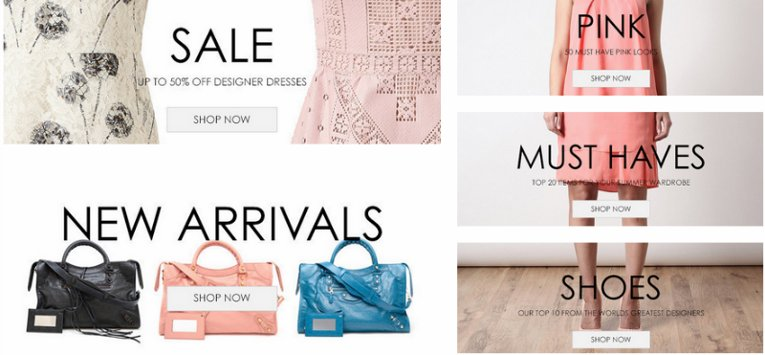 SALE
UP TO 50% OFF DESIGNER DRESSES
SHOP NOW
NEW ARRIVALS
SHOP NOW
PINK
50 MUST HAVE PINK LOOKS
SHOP NOW
MUST HAVES
TOP 20 ITEMS FOR YOUR SUMMER WARDROBE
SHOP NOW
SHOES
OUR TOP 10 FROM THE WORLDS GREATEST DESIGNERS
SHOP NOW